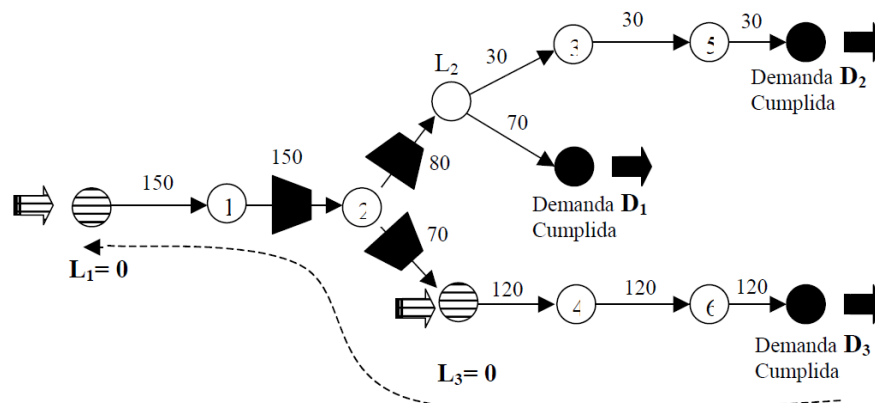 30
30
3
5
L₂
30
Demanda D₂
Cumplida
70
150
80
150
1
2
Demanda D₁
Cumplida
70
L₁= 0
120
120
120
4
6
L₃= 0
Demanda D₃
Cumplida